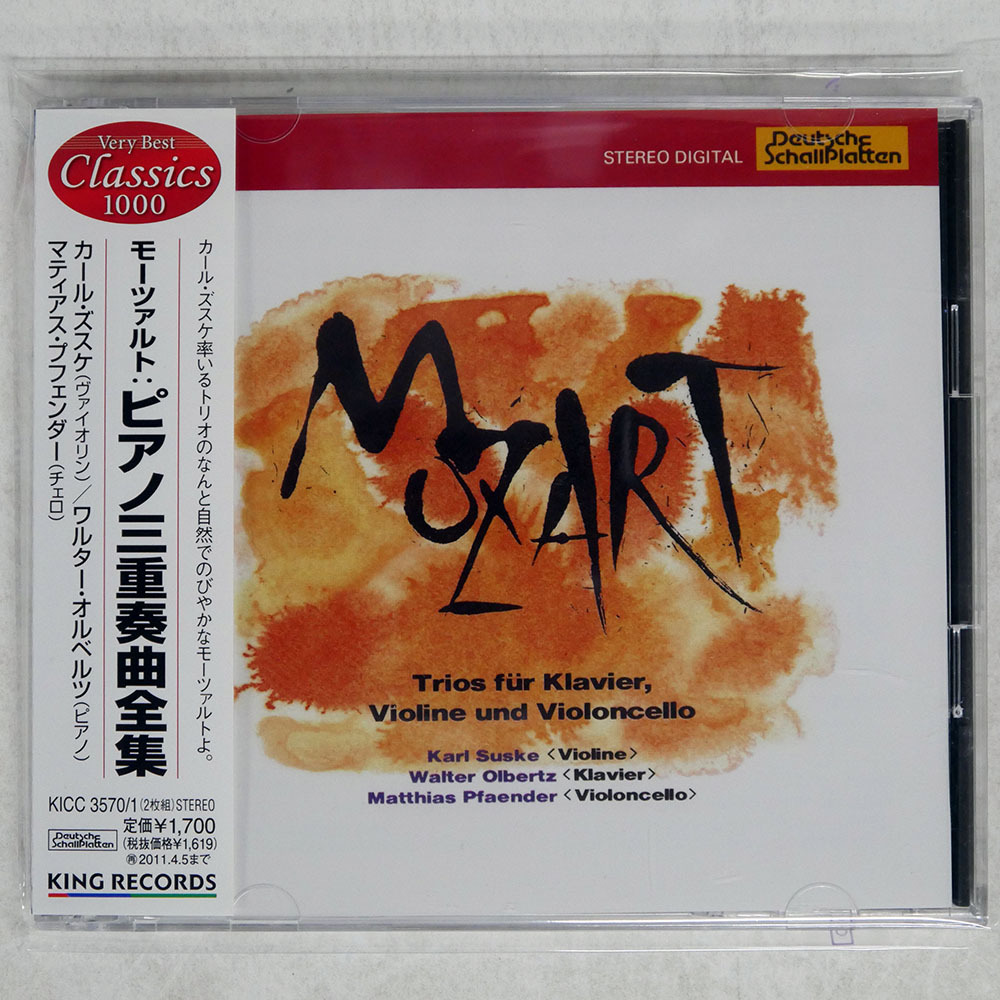 Very Best
Classics
1000
カール・ズスケ率いるトリオのなんと自然でのびやかなモーツァルトよ。
モーツァルト:ピアノ三重奏曲全集
カール・ズスケ(ヴァイオリン)/ワルター・オルベルツ(ピアノ)
マティアス・プフェンダー(チェロ)
KICC 3570/1(2枚組)STEREO
Deutsche
SchallPlatten
定価¥1,700
(税抜価格¥1,619)
㋾2011.4.5まで
KING RECORDS
STEREO DIGITAL
Deutsche
SchallPlatten
MOZART
Trios für Klavier,
Violine und Violoncello
Karl Suske <Violine>
Walter Olbertz <Klavier>
Matthias Pfaender <Violoncello>